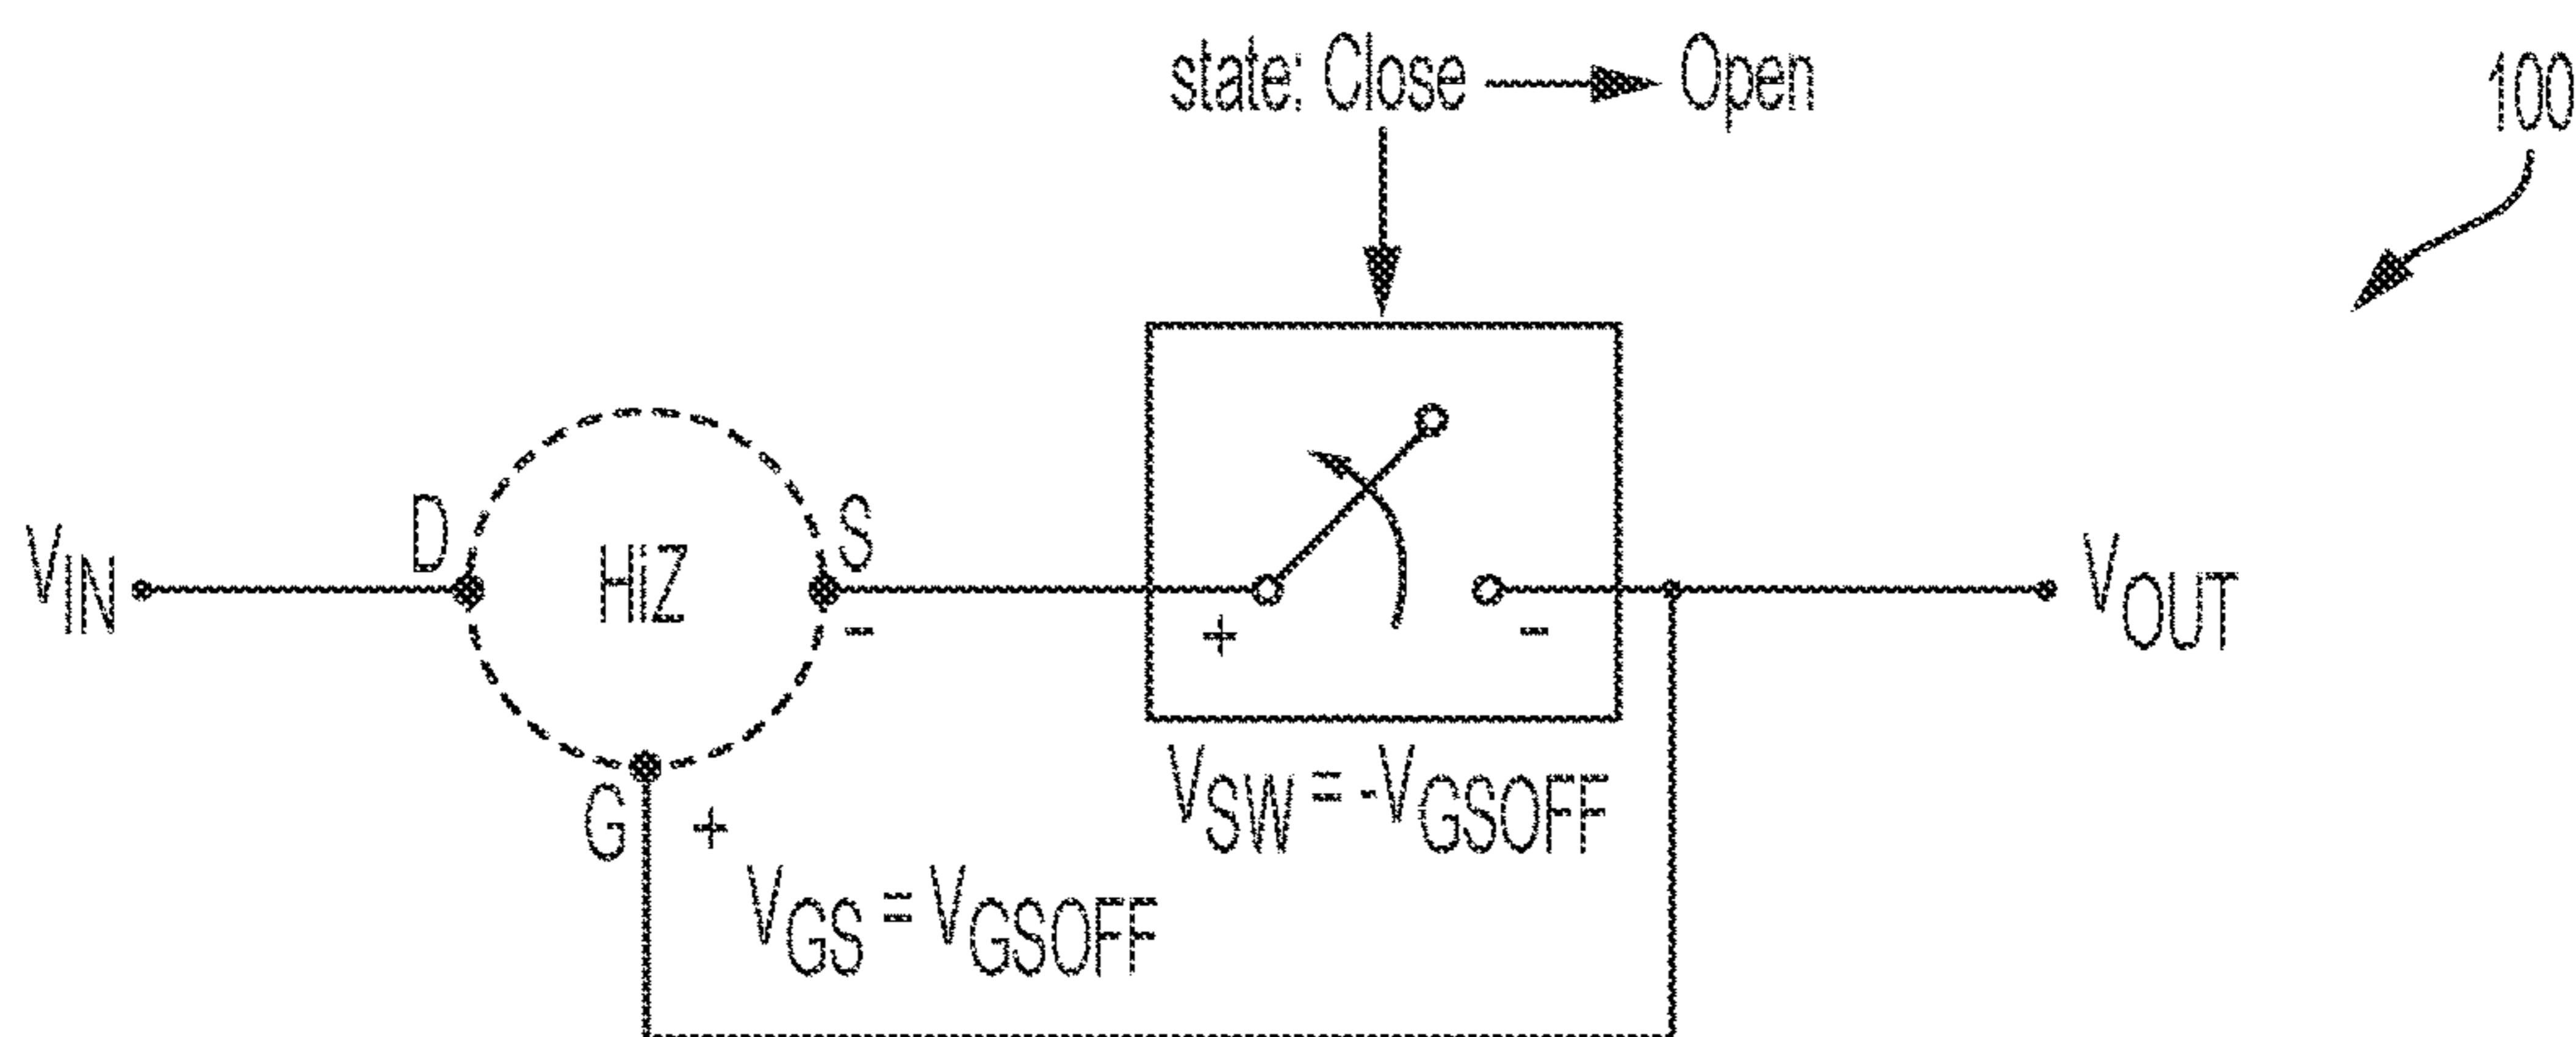 state: Close → Open
100
D
S
VIN
HiZ
VOUT
-
+
-
G
+
VSW = -VGSOFF
VGS = VGSOFF